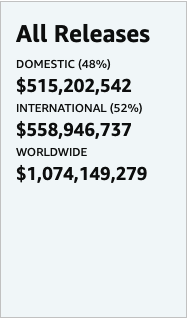 All Releases
DOMESTIC (48%)
$515,202,542
INTERNATIONAL (52%)
$558,946,737
WORLDWIDE
$1,074,149,279